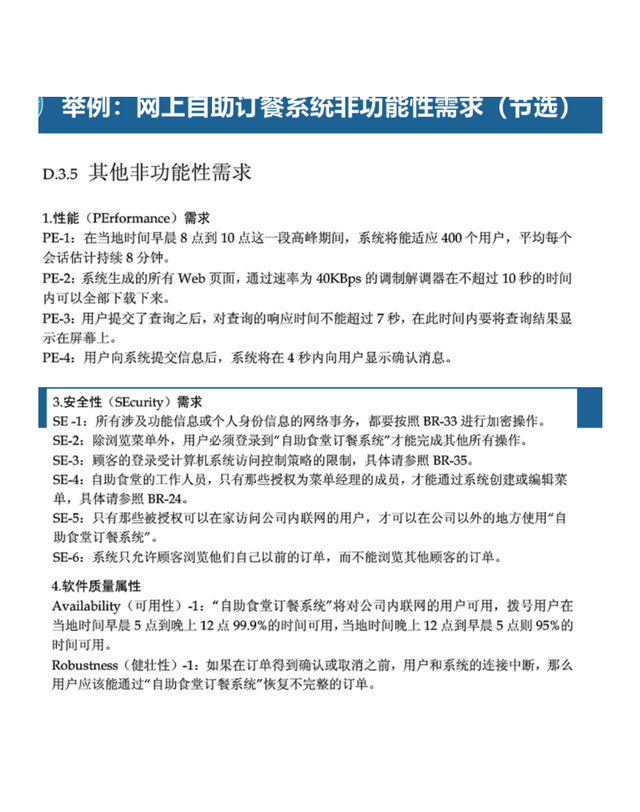 举例：网上自助订餐系统非功能性需求（节选）
D.3.5 其他非功能性需求
1.性能（PErformance）需求
PE-1：在当地时间早晨 8 点到 10 点这一段高峰期间，系统将能适应 400 个用户，平均每个
会话估计持续 8 分钟。
PE-2：系统生成的所有 Web 页面，通过速率为 40KBps 的调制解调器在不超过 10 秒的时间
内可以全部下载下来。
PE-3：用户提交了查询之后，对查询的响应时间不能超过 7 秒，在此时间内要将查询结果显
示在屏幕上。
PE-4：用户向系统提交信息后，系统将在 4 秒内向用户显示确认消息。
3.安全性（SEcurity）需求
SE -1：所有涉及功能信息或个人身份信息的网络事务，都要按照 BR-33 进行加密操作。
SE-2：除浏览菜单外，用户必须登录到“自助食堂订餐系统”才能完成其他所有操作。
SE-3：顾客的登录受计算机系统访问控制策略的限制，具体请参照 BR-35。
SE-4：自助食堂的工作人员，只有那些授权为菜单经理的成员，才能通过系统创建或编辑菜
单，具体请参照 BR-24。
SE-5：只有那些被授权可以在家访问公司内联网的用户，才可以在公司以外的地方使用“自
助食堂订餐系统”。
SE-6：系统只允许顾客浏览他们自己以前的订单，而不能浏览其他顾客的订单。
4.软件质量属性
Availability（可用性）-1：“自助食堂订餐系统”将对公司内联网的用户可用，拨号用户在
当地时间早晨 5 点到晚上 12 点 99.9%的时间可用，当地时间晚上 12 点到早晨 5 点则 95%的
时间可用。
Robustness（健壮性）-1：如果在订单得到确认或取消之前，用户和系统的连接中断，那么
用户应该能通过“自助食堂订餐系统”恢复不完整的订单。